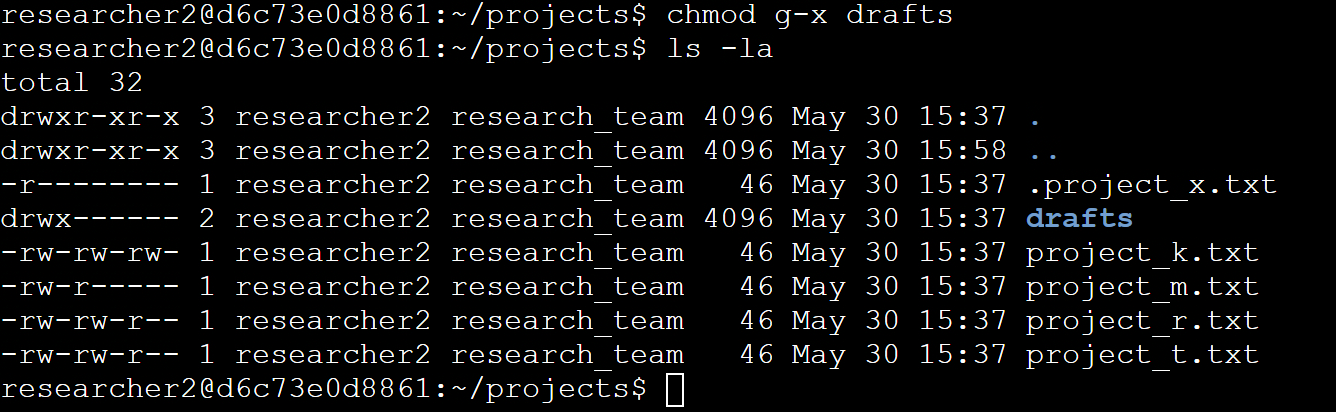 researcher2@d6c73e0d8861:~/projects$ chmod g-x drafts
researcher2@d6c73e0d8861:~/projects$ ls -la
total 32
drwxr-xr-x 3 researcher2 research_team 4096 May 30 15:37 .
drwxr-xr-x 3 researcher2 research_team 4096 May 30 15:58 ..
-r-------- 1 researcher2 research_team   46 May 30 15:37 .project_x.txt
drwx------ 2 researcher2 research_team 4096 May 30 15:37 drafts
-rw-rw-rw- 1 researcher2 research_team   46 May 30 15:37 project_k.txt
-rw-r----- 1 researcher2 research_team   46 May 30 15:37 project_m.txt
-rw-rw-r-- 1 researcher2 research_team   46 May 30 15:37 project_r.txt
-rw-rw-r-- 1 researcher2 research_team   46 May 30 15:37 project_t.txt
researcher2@d6c73e0d8861:~/projects$